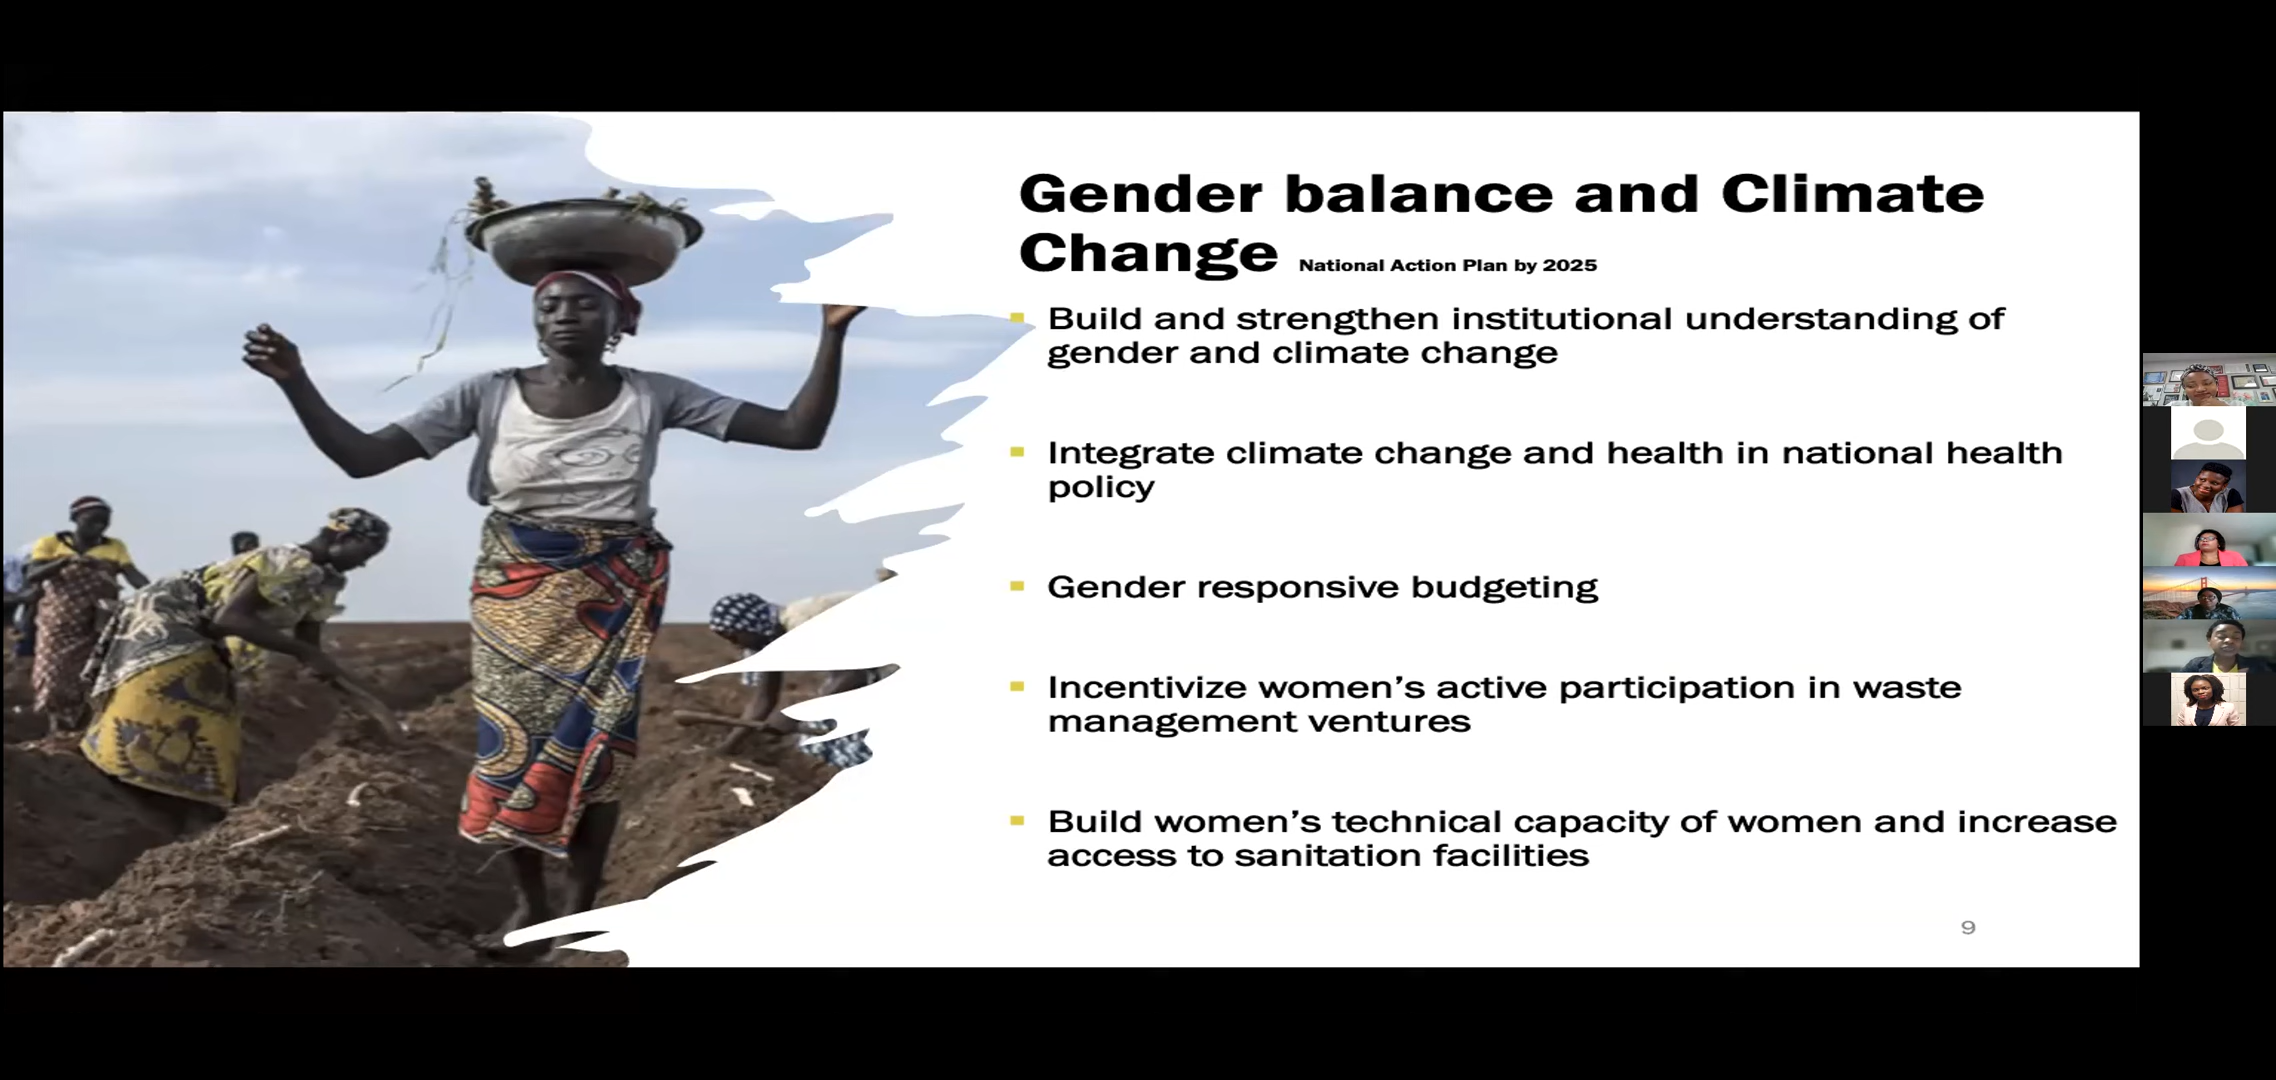 Gender balance and Climate
Change National Action Plan by 2025
Build and strengthen institutional understanding of
gender and climate change
Integrate climate change and health in national health
policy
Gender responsive budgeting
Incentivize women’s active participation in waste
management ventures
Build women’s technical capacity of women and increase
access to sanitation facilities
9